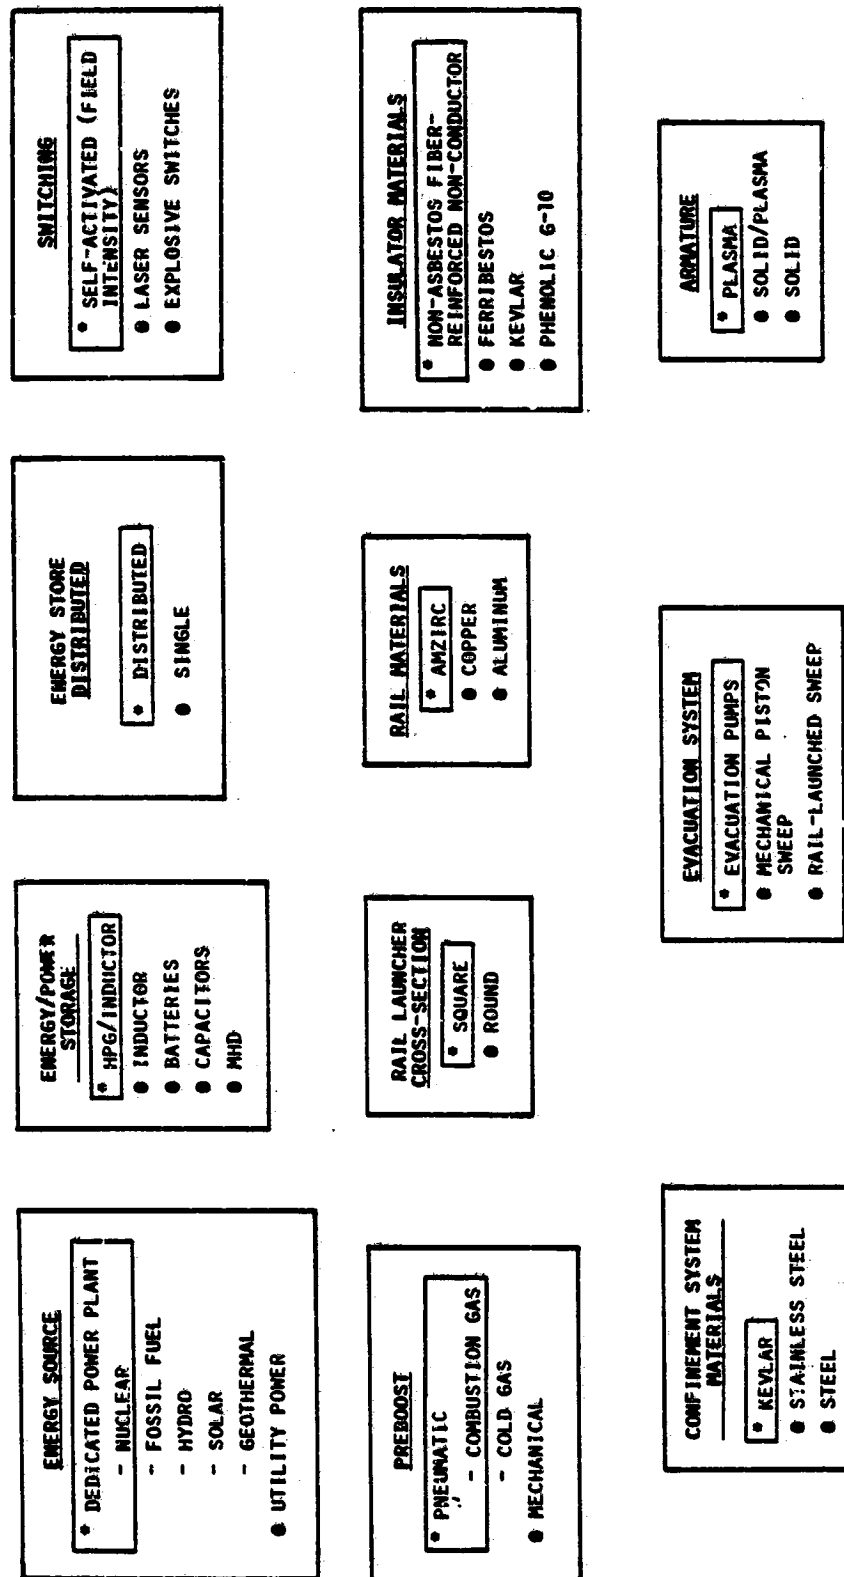 ENERGY SOURCE
* DEDICATED POWER PLANT
- NUCLEAR
- FOSSIL FUEL
- HYDRO
- SOLAR
- GEOTHERMAL
● UTILITY POWER
ENERGY/POWER
STORAGE
* HPG/INDUCTOR
● INDUCTOR
● BATTERIES
● CAPACITORS
● MHD
ENERGY STORE
DISTRIBUTED
* DISTRIBUTED
● SINGLE
SWITCHING
* SELF-ACTIVATED (FIELD
INTENSITY)
● LASER SENSORS
● EXPLOSIVE SWITCHES
PREBOOST
* PNEUMATIC
- COMBUSTION GAS
- COLD GAS
● MECHANICAL
RAIL LAUNCHER
CROSS-SECTION
* SQUARE
● ROUND
RAIL MATERIALS
* AMZIRC
● COPPER
● ALUMINUM
INSULATOR MATERIALS
* NON-ASBESTOS FIBER-
REINFORCED NON-CONDUCTOR
● FERRIBESTOS
● KEVLAR
● PHENOLIC G-10
CONFINEMENT SYSTEM
MATERIALS
* KEVLAR
● STAINLESS STEEL
● STEEL
EVACUATION SYSTEM
* EVACUATION PUMPS
● MECHANICAL PISTON
SWEEP
● RAIL-LAUNCHED SWEEP
ARMATURE
* PLASMA
● SOLID/PLASMA
● SOLID